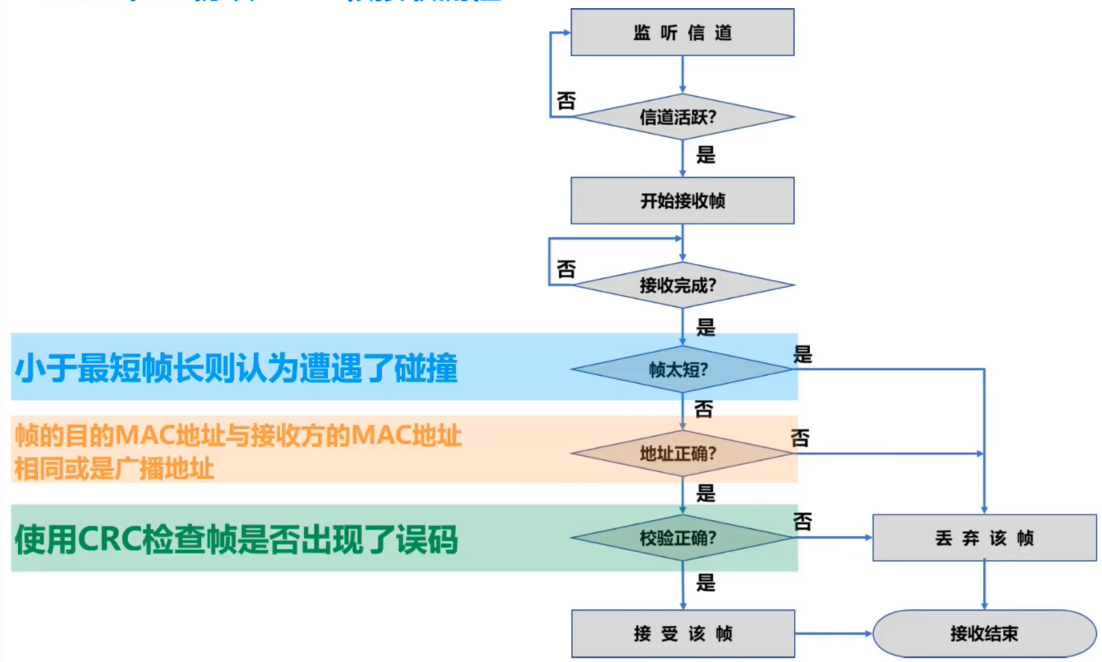 监 听 信 道
否
信道活跃?
是
开始接收帧
否
接收完成?
是
小于最短帧长则认为遭遇了碰撞
帧太短?
是
否
帧的目的MAC地址与接收方的MAC地址
相同或是广播地址
地址正确?
否
是
使用CRC检查帧是否出现了误码
校验正确?
否
丢 弃 该 帧
是
接 受 该 帧
接收结束